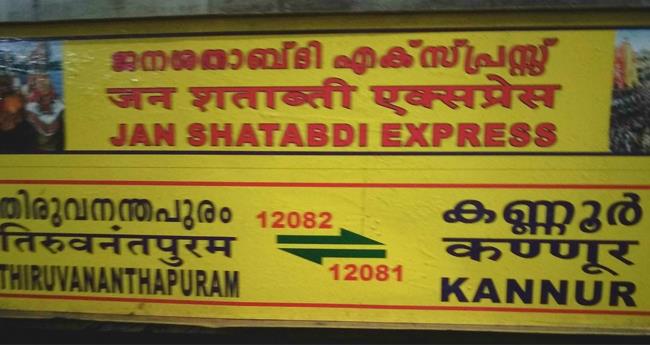 ജനശതാബ്ദി എക്സ്പ്രസ്സ്
जन शताब्ती एक्सप्रेस
JAN SHATABDI EXPRESS
തിരുവനന്തപുരം
तिरुवनंतपुरम
THIRUVANANTHAPURAM
12082
12081
കണ്ണൂർ
कण्णूर
KANNUR